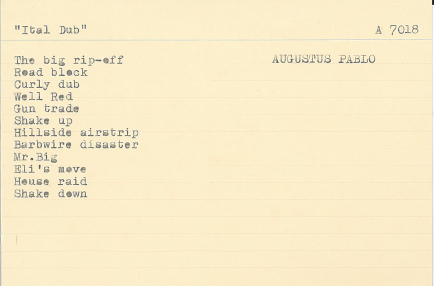 "Ital Dub" A 7018
The big rip-off AUGUSTUS PABLO
Road block
Curly dub
Well Red
Gun trade
Shake up
Hillside airstrip
Barbwire disaster
Mr.Big
Eli's move
House raid
Shake down